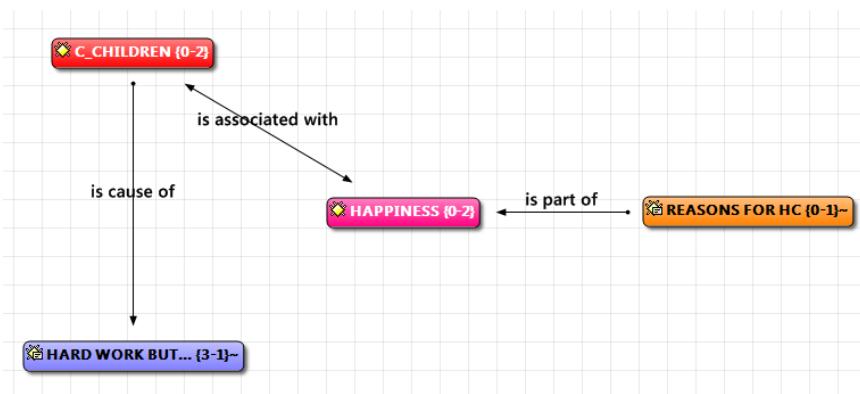 C_CHILDREN {0-2}
is associated with
is cause of
HAPPINESS {0-2}
is part of
REASONS FOR HC {0-1}~
HARD WORK BUT... {3-1}~